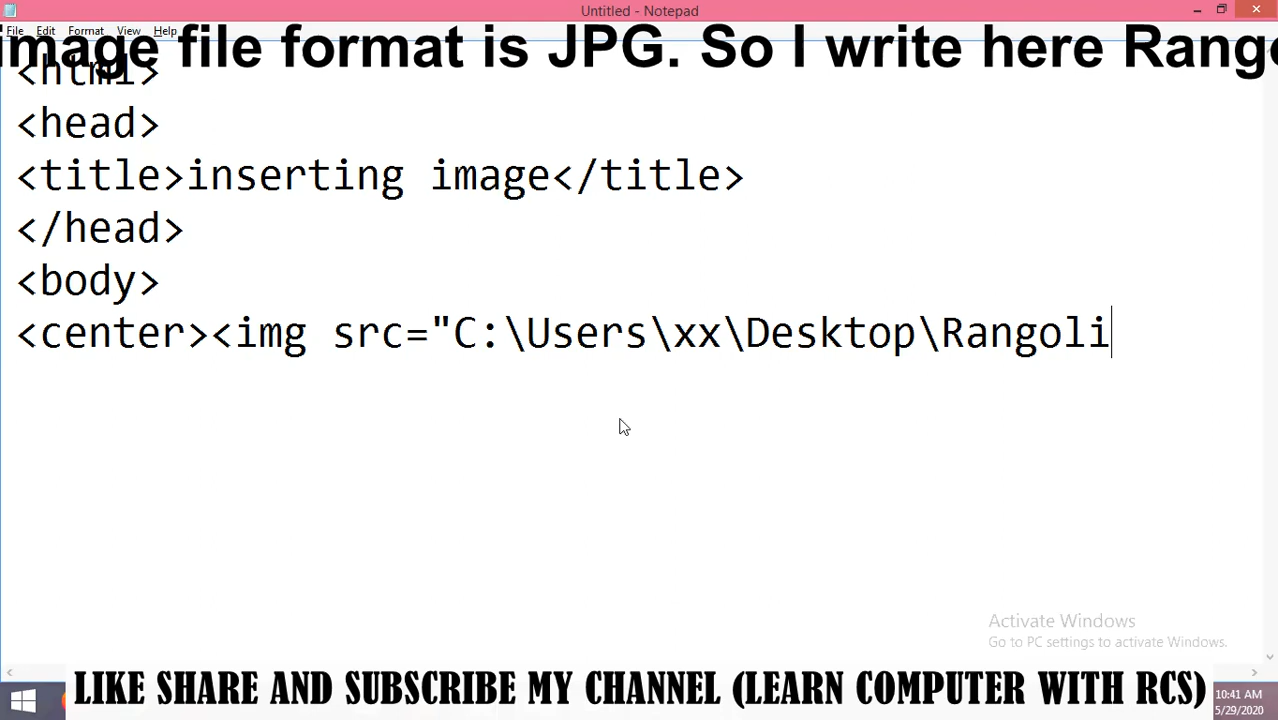 Untitled - Notepad
File Edit Format View Help
image file format is JPG. So I write here Rango
<html>
<head>
<title>inserting image</title>
</head>
<body>
<center><img src="C:\Users\xx\Desktop\Rangoli
Activate Windows
Go to PC settings to activate Windows.
LIKE SHARE AND SUBSCRIBE MY CHANNEL (LEARN COMPUTER WITH RCS)
10:41 AM
5/29/2020